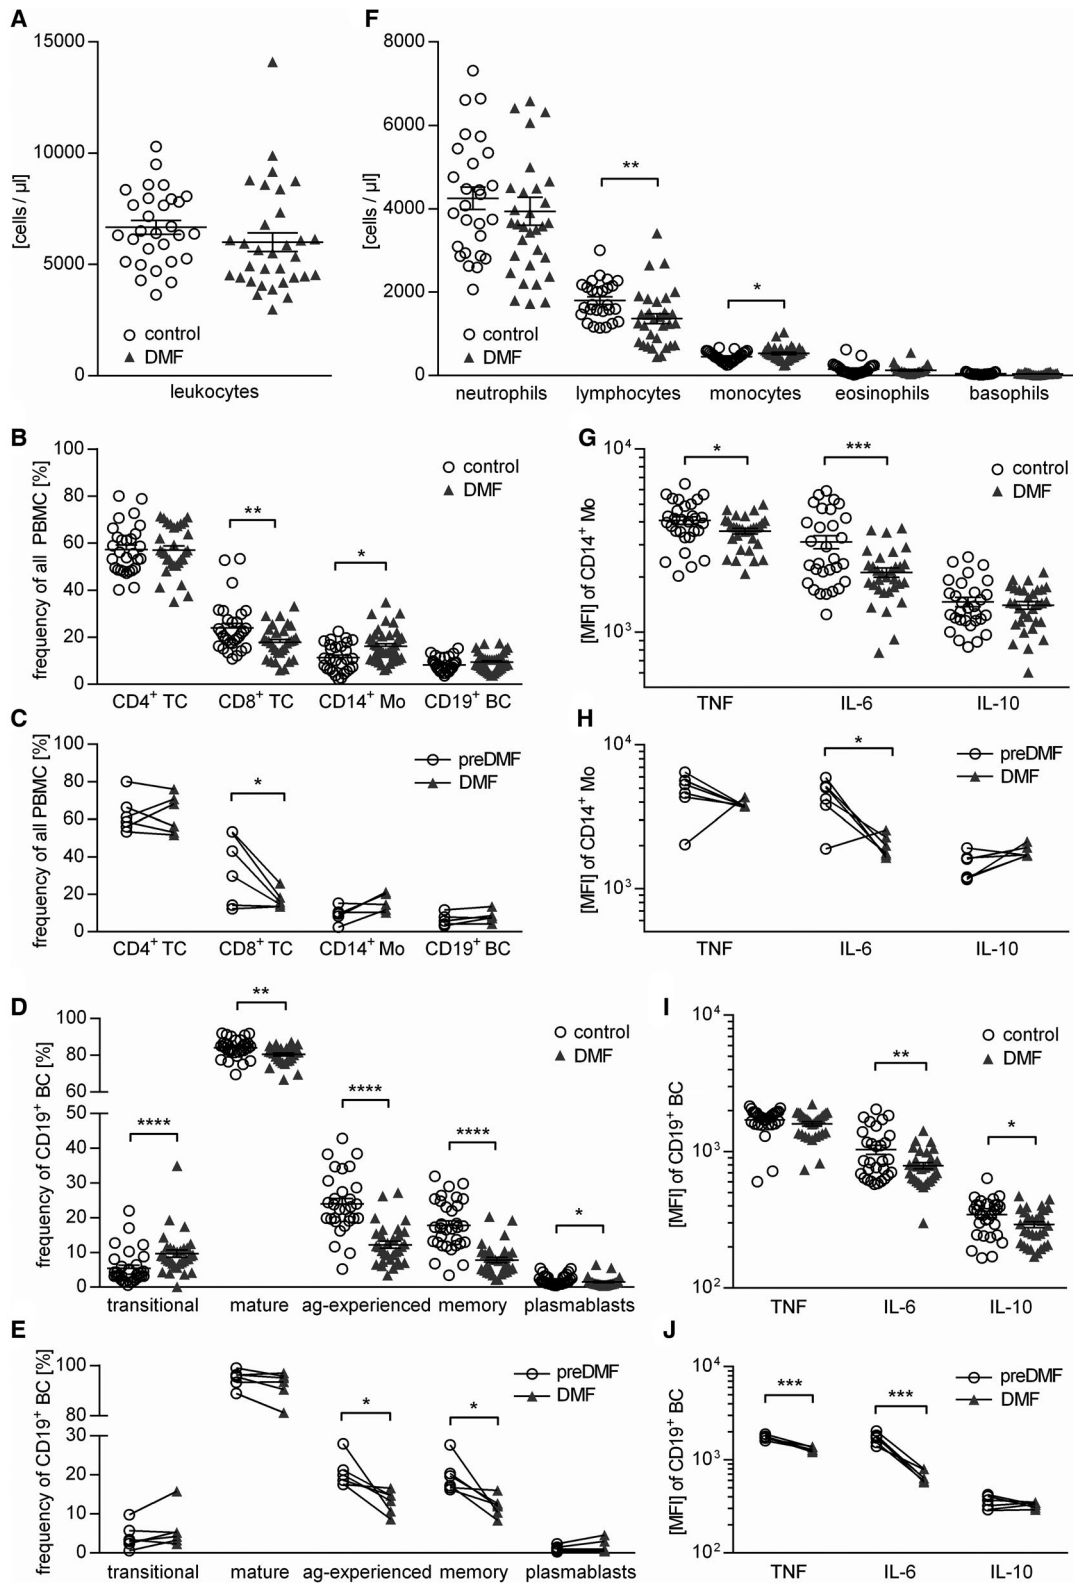 A
[cells / µl]
15000
10000
5000
0
control
DMF
leukocytes
F
[cells / µl]
8000
6000
4000
2000
0
**
*
control
DMF
neutrophils lymphocytes monocytes eosinophils basophils
B
frequency of all PBMC [%]
100
80
60
40
20
0
**
*
control
DMF
CD4⁺ TC CD8⁺ TC CD14⁺ Mo CD19⁺ BC
G
[MFI] of CD14⁺ Mo
10⁴
10³
*
***
control
DMF
TNF IL-6 IL-10
C
frequency of all PBMC [%]
100
80
60
40
20
0
*
preDMF
DMF
CD4⁺ TC CD8⁺ TC CD14⁺ Mo CD19⁺ BC
H
[MFI] of CD14⁺ Mo
10⁴
10³
*
preDMF
DMF
TNF IL-6 IL-10
D
frequency of CD19⁺ BC [%]
100
80
60
50
40
30
20
10
0
****
**
****
****
*
control
DMF
transitional mature ag-experienced memory plasmablasts
I
[MFI] of CD19⁺ BC
10⁴
10³
10²
**
*
control
DMF
TNF IL-6 IL-10
E
frequency of CD19⁺ BC [%]
100
80
30
20
10
0
*
*
preDMF
DMF
transitional mature ag-experienced memory plasmablasts
J
[MFI] of CD19⁺ BC
10⁴
10³
10²
***
***
preDMF
DMF
TNF IL-6 IL-10